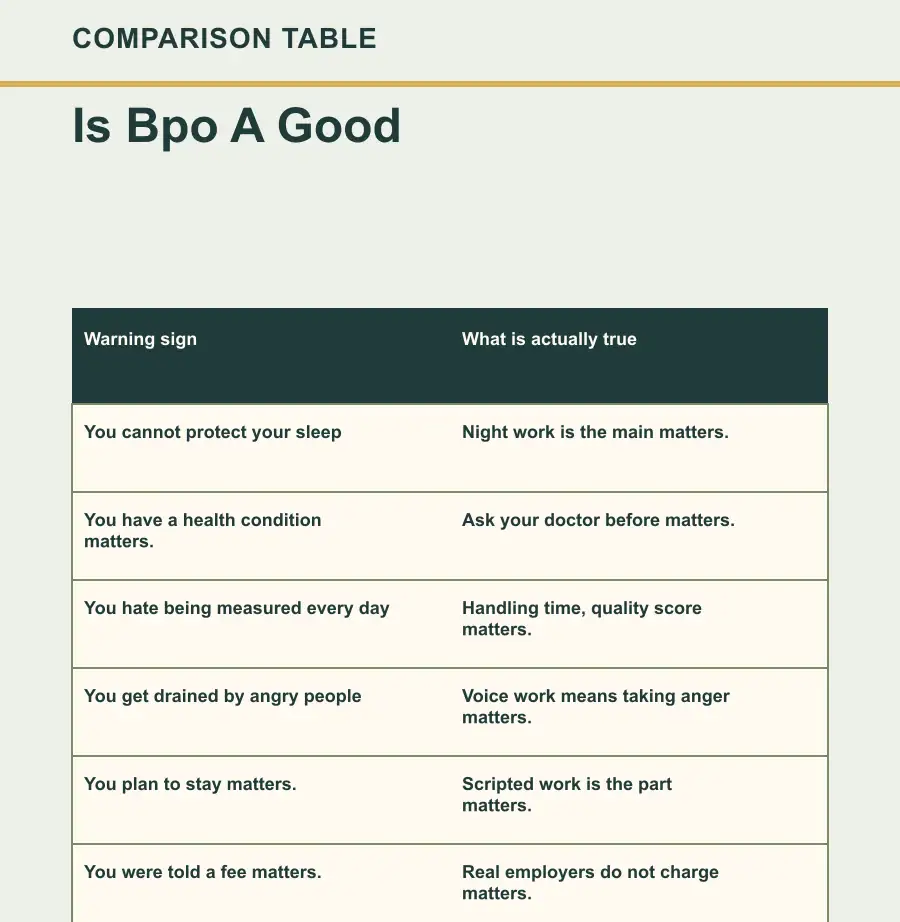 COMPARISON TABLE
Is Bpo A Good
Warning sign
What is actually true
You cannot protect your sleep
Night work is the main matters.
You have a health condition
matters.
Ask your doctor before matters.
You hate being measured every day
Handling time, quality score
matters.
You get drained by angry people
Voice work means taking anger
matters.
You plan to stay matters.
Scripted work is the part
matters.
You were told a fee matters.
Real employers do not charge
matters.